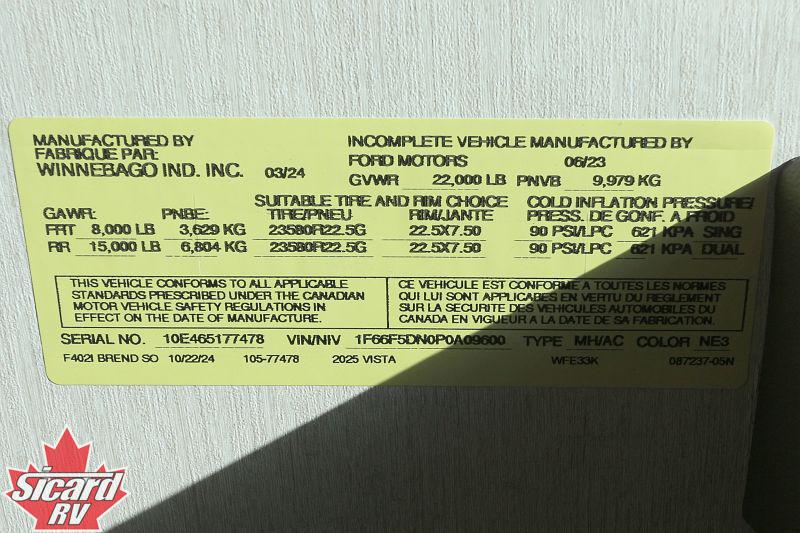 MANUFACTURED BY
FABRIQUE PAR:
WINNEBAGO IND. INC. 03/24
INCOMPLETE VEHICLE MANUFACTURED BY
FORD MOTORS 06/23
GVWR 22,000 LB PNVB 9,979 KG
GAWR: PNBE: SUITABLE TIRE AND RIM CHOICE COLD INFLATION PRESSURE/
TIRE/PNEU RIM/JANTE PRESS. DE GONF. A FROID
FRT 8,000 LB 3,629 KG 23580R22.5G 22.5X7.50 90 PSI/LPC 621 KPA SING
RR 15,000 LB 6,804 KG 23580R22.5G 22.5X7.50 90 PSI/LPC 621 KPA DUAL
THIS VEHICLE CONFORMS TO ALL APPLICABLE
STANDARDS PRESCRIBED UNDER THE CANADIAN
MOTOR VEHICLE SAFETY REGULATIONS IN
EFFECT ON THE DATE OF MANUFACTURE.
CE VEHICULE EST CONFORME A TOUTES LES NORMES
QUI LUI SONT APPLICABLES EN VERTU DU REGLEMENT
SUR LA SECURITE DES VEHICULES AUTOMOBILES DU
CANADA EN VIGUEUR A LA DATE DE SA FABRICATION.
SERIAL NO. 10E465177478 VIN/NIV 1F66F5DN0P0A09600 TYPE MH/AC COLOR NE3
F402I BREND SO 10/22/24 105-77478 2025 VISTA WFE33K 087237-05N
Sicard
RV